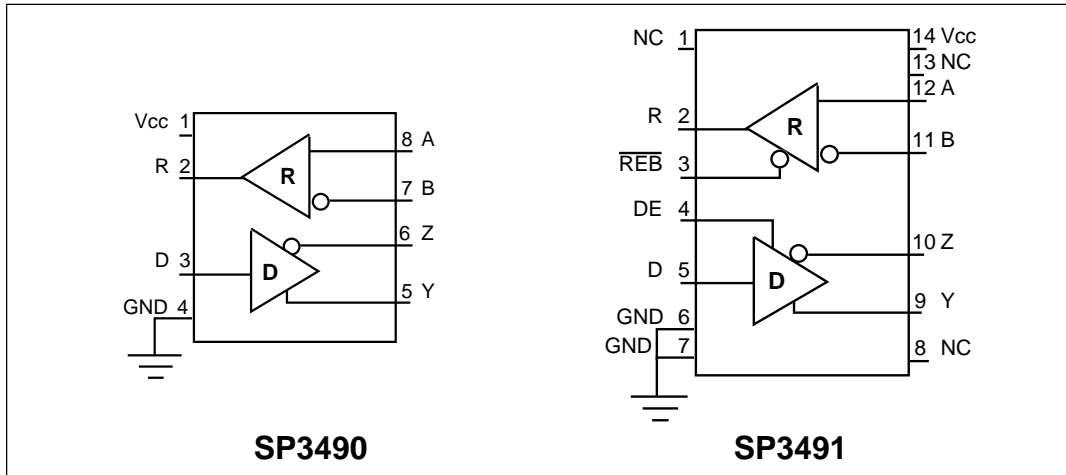 Vcc 1
R 2
D 3
GND 4
8 A
7 B
6 Z
5 Y
R
D
SP3490
NC 1
R 2
REB 3
DE 4
D 5
GND 6
GND 7
14 Vcc
13 NC
12 A
11 B
10 Z
9 Y
8 NC
R
D
SP3491